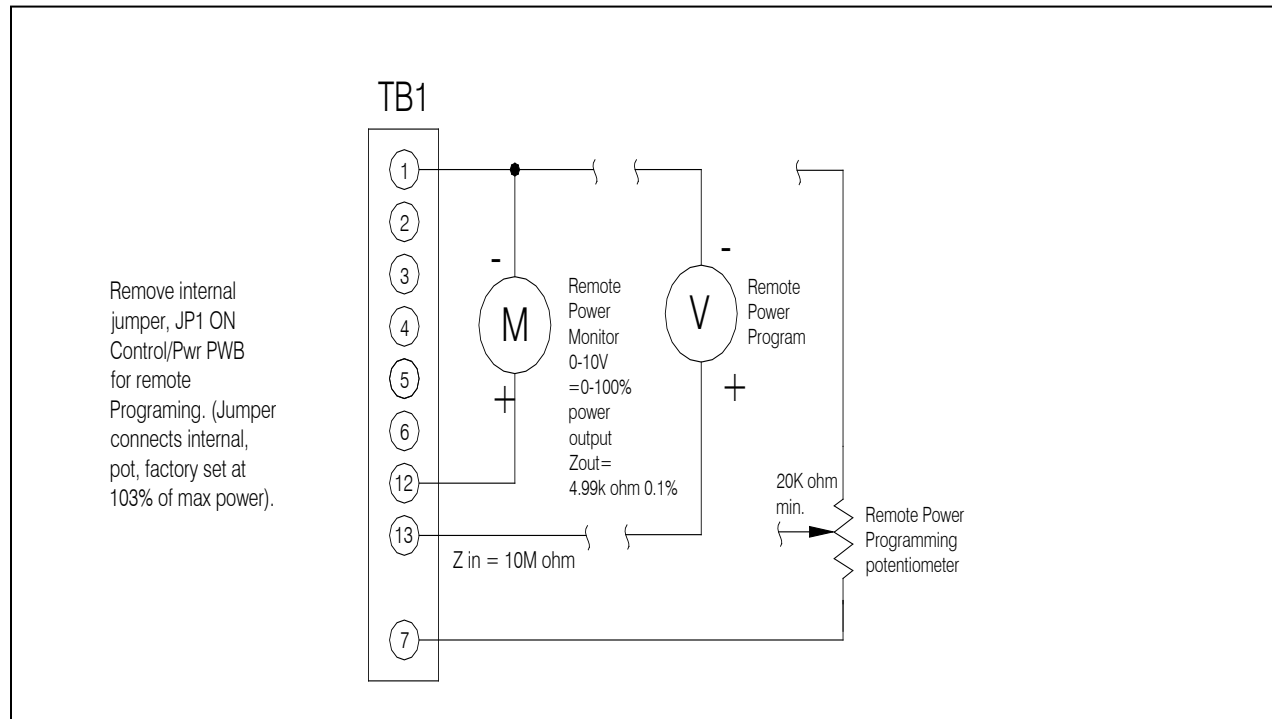 TB1
1
2
3
4
5
6
12
13
7
Remove internal
jumper, JP1 ON
Control/Pwr PWB
for remote
Programing. (Jumper
connects internal,
pot, factory set at
103% of max power).
-
M
+
Remote
Power
Monitor
0-10V
=0-100%
power
output
Zout=
4.99k ohm 0.1%
-
V
+
Remote
Power
Program
Z in = 10M ohm
20K ohm
min.
Remote Power
Programming
potentiometer